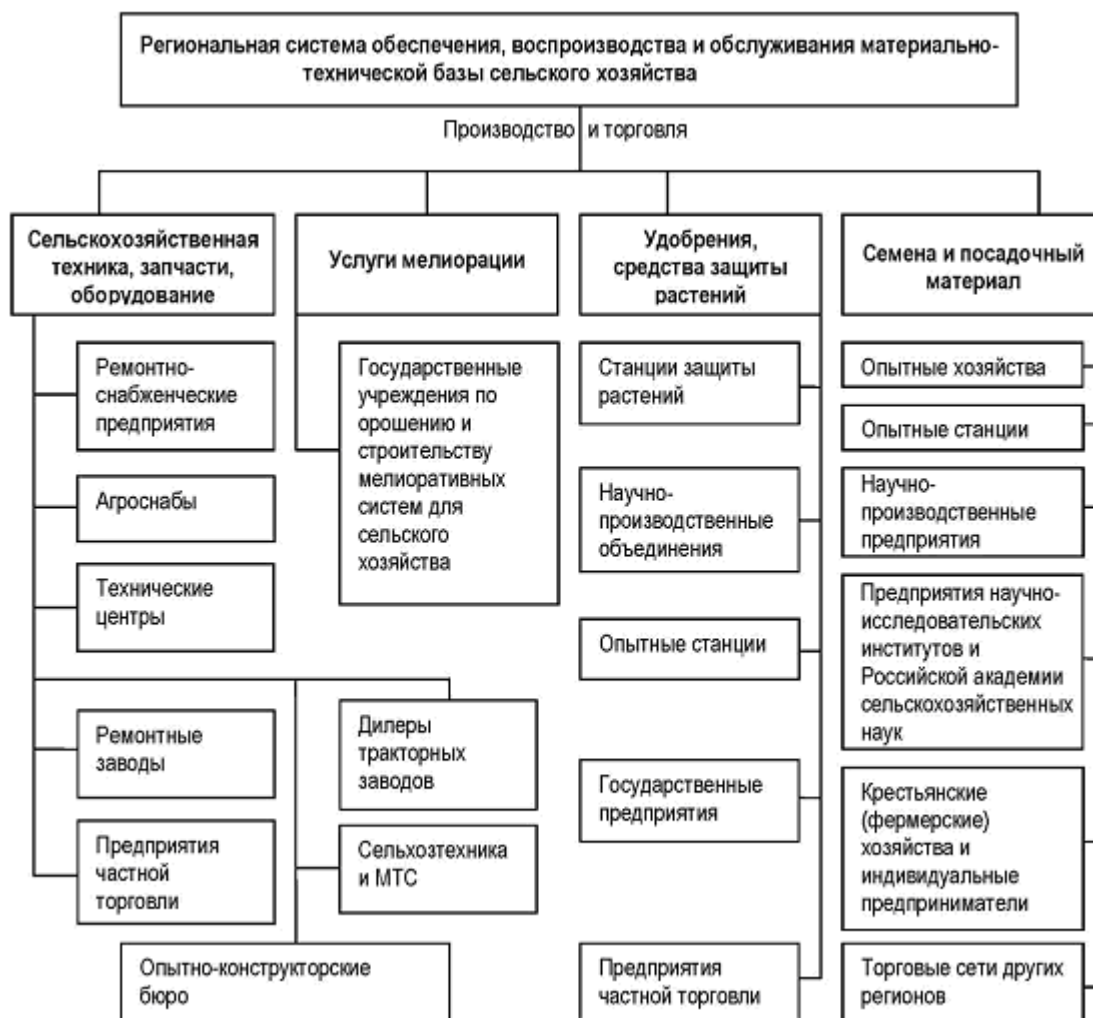 Региональная система обеспечения, воспроизводства и обслуживания материально-
технической базы сельского хозяйства
Производство и торговля
Сельскохозяйственная
техника, запчасти,
оборудование
Ремонтно-
снабженческие
предприятия
Агроснабы
Технические
центры
Ремонтные
заводы
Предприятия
частной
торговли
Опытно-конструкторские
бюро
Услуги мелиорации
Государственные
учреждения по
орошению и
строительству
мелиоративных
систем для
сельского
хозяйства
Дилеры
тракторных
заводов
Сельхозтехника
и МТС
Удобрения,
средства защиты
растений
Станции защиты
растений
Научно-
производственные
объединения
Опытные станции
Государственные
предприятия
Предприятия
частной торговли
Семена и посадочный
материал
Опытные хозяйства
Опытные станции
Научно-
производственные
предприятия
Предприятия научно-
исследовательских
институтов и
Российской академии
сельскохозяйственных
наук
Крестьянские
(фермерские)
хозяйства и
индивидуальные
предприниматели
Торговые сети других
регионов